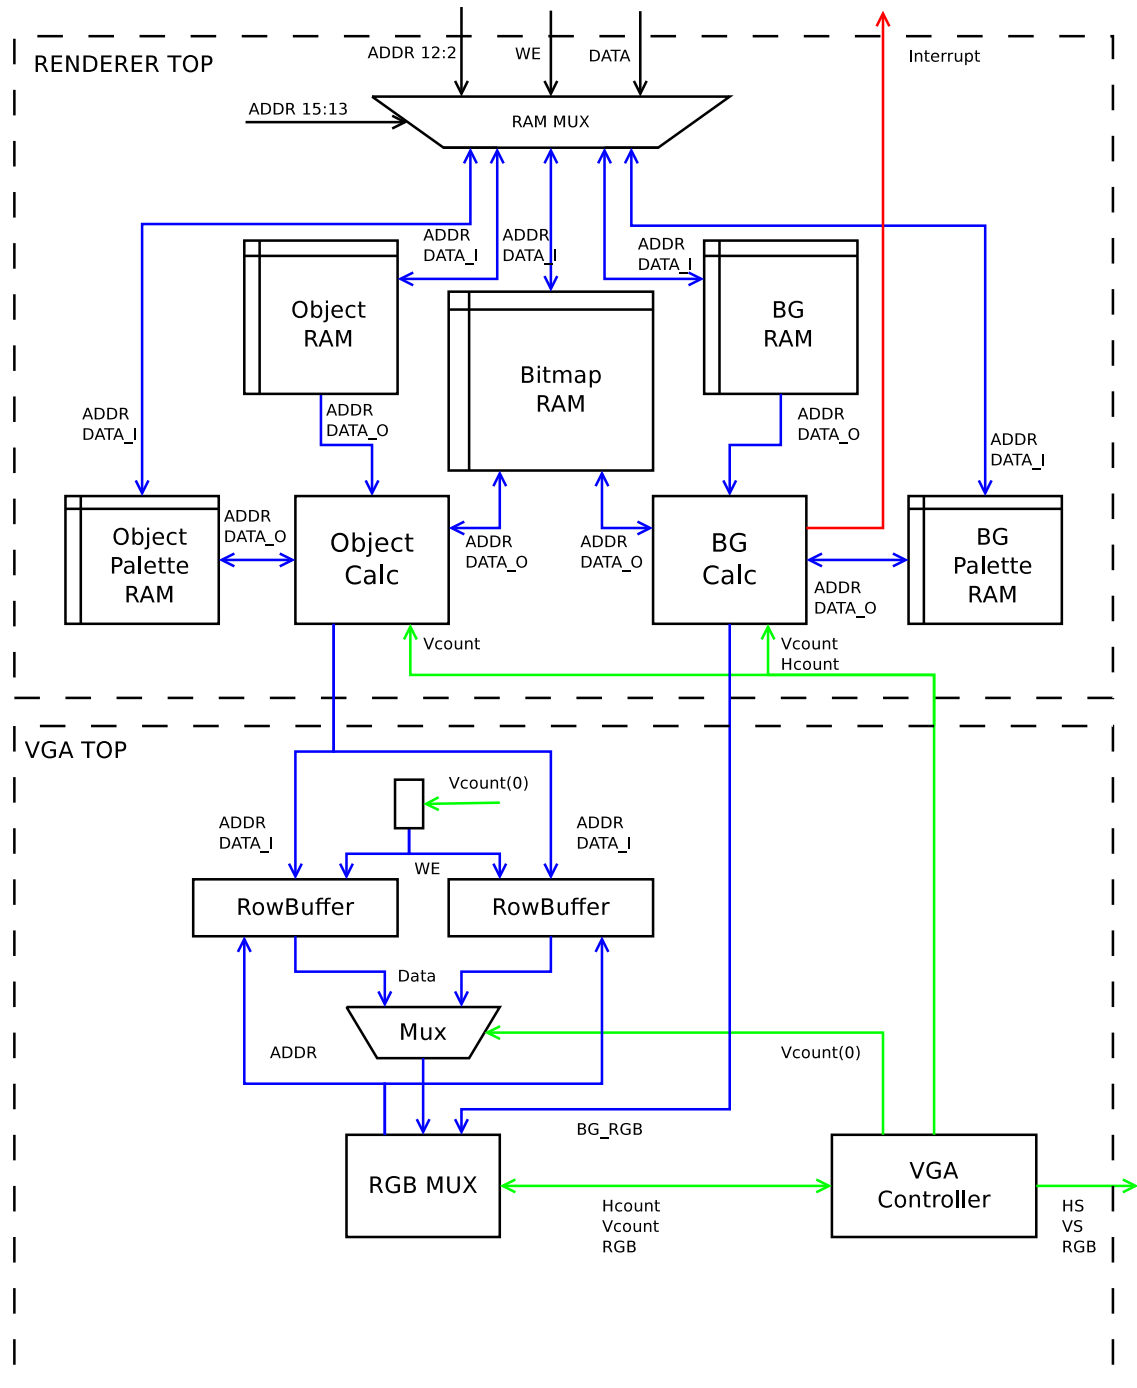 ADDR 12:2
WE
DATA
Interrupt
RENDERER TOP
ADDR 15:13
RAM MUX
ADDR
DATA_I
ADDR
DATA_I
ADDR
DATA_I
Object
RAM
BG
RAM
Bitmap
RAM
ADDR
DATA_I
ADDR
DATA_O
ADDR
DATA_O
ADDR
DATA_I
Object
Palette
RAM
ADDR
DATA_O
Object
Calc
ADDR
DATA_O
ADDR
DATA_O
BG
Calc
ADDR
DATA_O
BG
Palette
RAM
Vcount
Vcount
Hcount
VGA TOP
Vcount(0)
ADDR
DATA_I
ADDR
DATA_I
WE
RowBuffer
RowBuffer
Data
Mux
ADDR
Vcount(0)
BG_RGB
RGB MUX
VGA
Controller
Hcount
Vcount
RGB
HS
VS
RGB